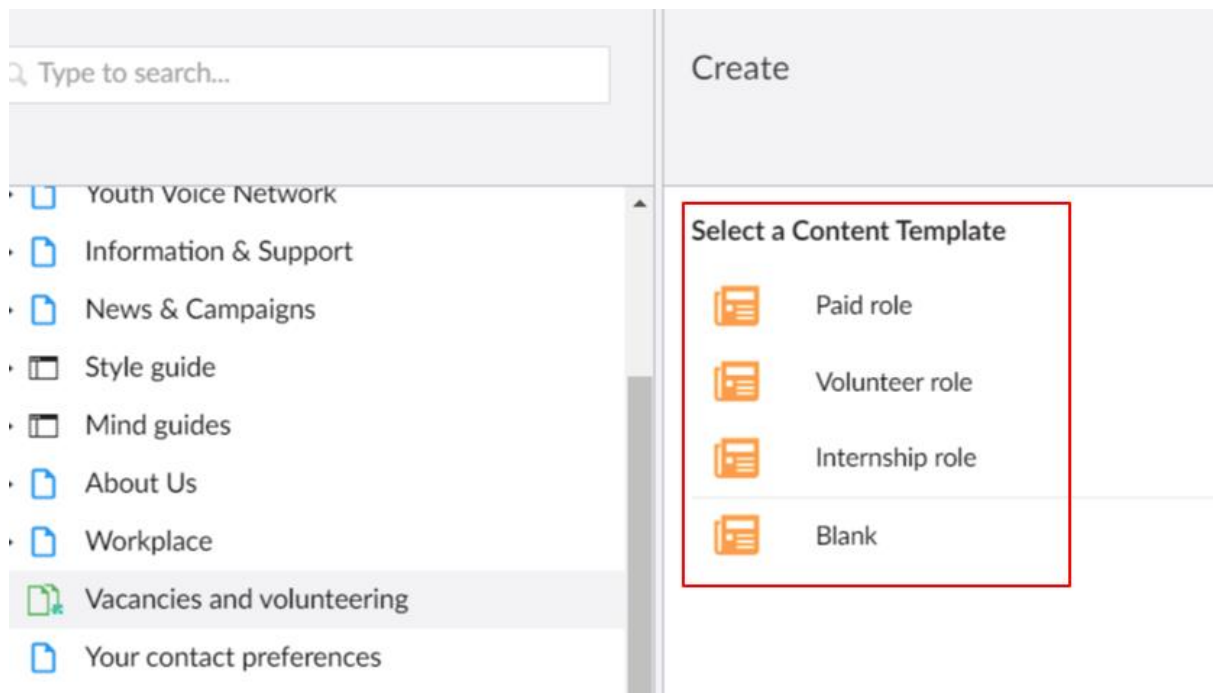 Type to search...
Create
Youth Voice Network
Information & Support
News & Campaigns
Style guide
Mind guides
About Us
Workplace
Vacancies and volunteering
Your contact preferences
Select a Content Template
Paid role
Volunteer role
Internship role
Blank